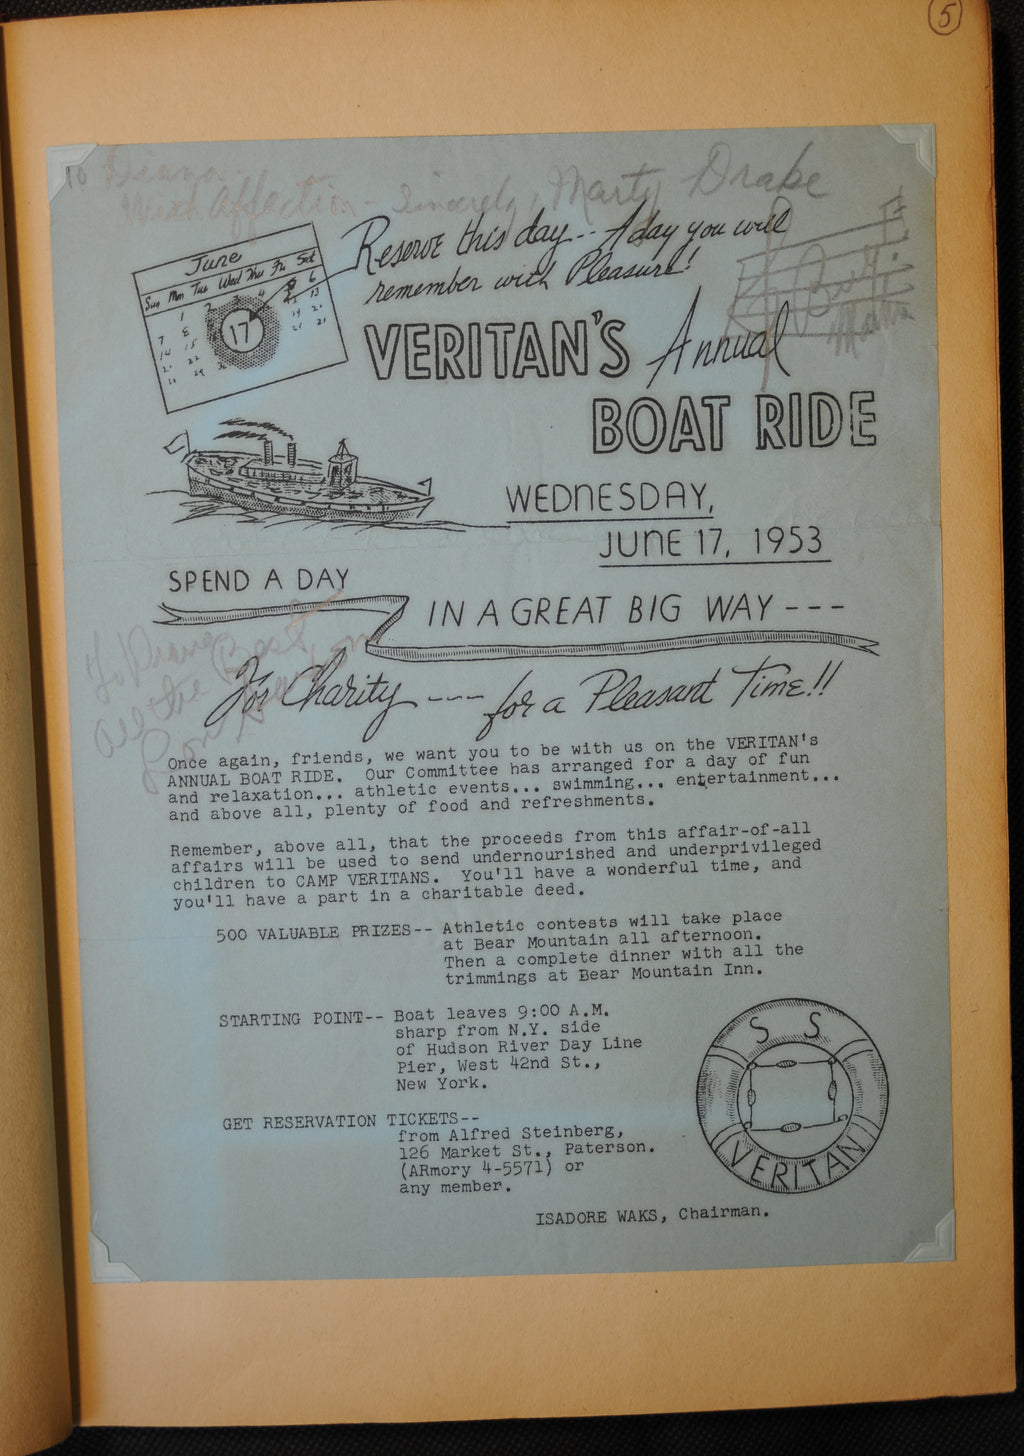 5
To Diana
With Affection - Sincerely, Marty Drake
June
Sun Mon Tue Wed Thu Fri Sat
17
Reserve this day -- A day you will
remember with Pleasure!
VERITAN'S Annual
BOAT RIDE
WEDNESDAY,
JUNE 17, 1953
SPEND A DAY
IN A GREAT BIG WAY ---
To Diana
All the Best
For Charity ---- for a Pleasant Time!!
Once again, friends, we want you to be with us on the VERITAN's
ANNUAL BOAT RIDE. Our Committee has arranged for a day of fun
and relaxation... athletic events... swimming... entertainment...
and above all, plenty of food and refreshments.
Remember, above all, that the proceeds from this affair-of-all
affairs will be used to send undernourished and underprivileged
children to CAMP VERITANS. You'll have a wonderful time, and
you'll have a part in a charitable deed.
500 VALUABLE PRIZES-- Athletic contests will take place
at Bear Mountain all afternoon.
Then a complete dinner with all the
trimmings at Bear Mountain Inn.
STARTING POINT-- Boat leaves 9:00 A.M.
sharp from N.Y. side
of Hudson River Day Line
Pier, West 42nd St.,
New York.
GET RESERVATION TICKETS--
from Alfred Steinberg,
126 Market St., Paterson.
(ARmory 4-5571) or
any member.
SS
VERITAN
ISADORE WAKS, Chairman.